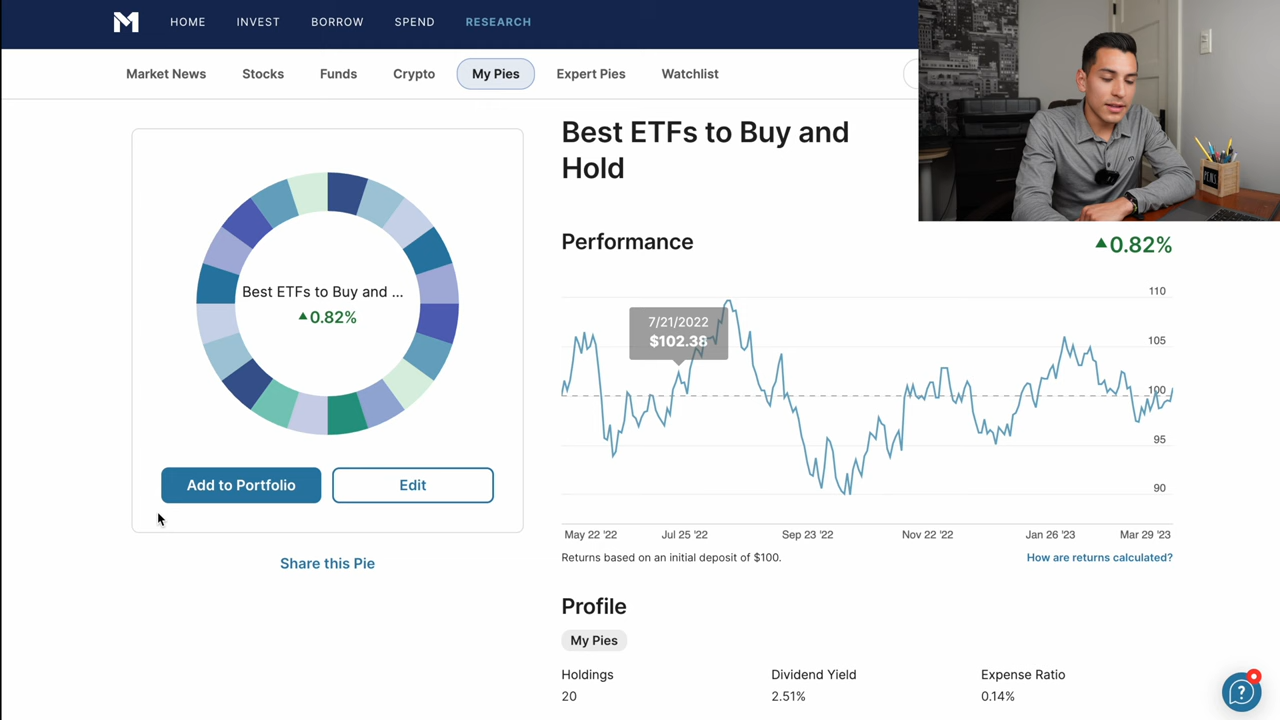 HOME INVEST BORROW SPEND RESEARCH
Market News Stocks Funds Crypto My Pies Expert Pies Watchlist
Best ETFs to Buy and ...
▲0.82%
Add to Portfolio Edit
Share this Pie
Best ETFs to Buy and
Hold
Performance ▲0.82%
7/21/2022
$102.38
110
105
100
95
90
May 22 '22 Jul 25 '22 Sep 23 '22 Nov 22 '22 Jan 26 '23 Mar 29 '23
Returns based on an initial deposit of $100. How are returns calculated?
Profile
My Pies
Holdings Dividend Yield Expense Ratio
20 2.51% 0.14%